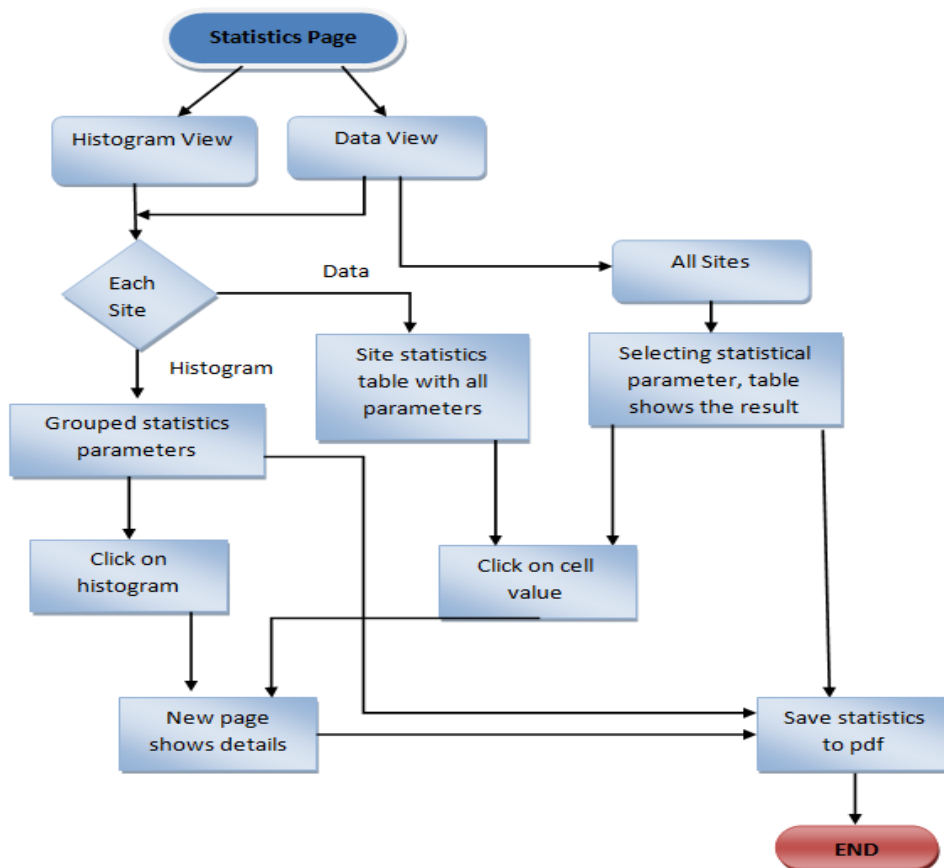 Statistics Page
Histogram View
Data View
All Sites
Each
Site
Data
Histogram
Site statistics
table with all
parameters
Selecting statistical
parameter, table
shows the result
Grouped statistics
parameters
Click on
histogram
Click on cell
value
New page
shows details
Save statistics
to pdf
END